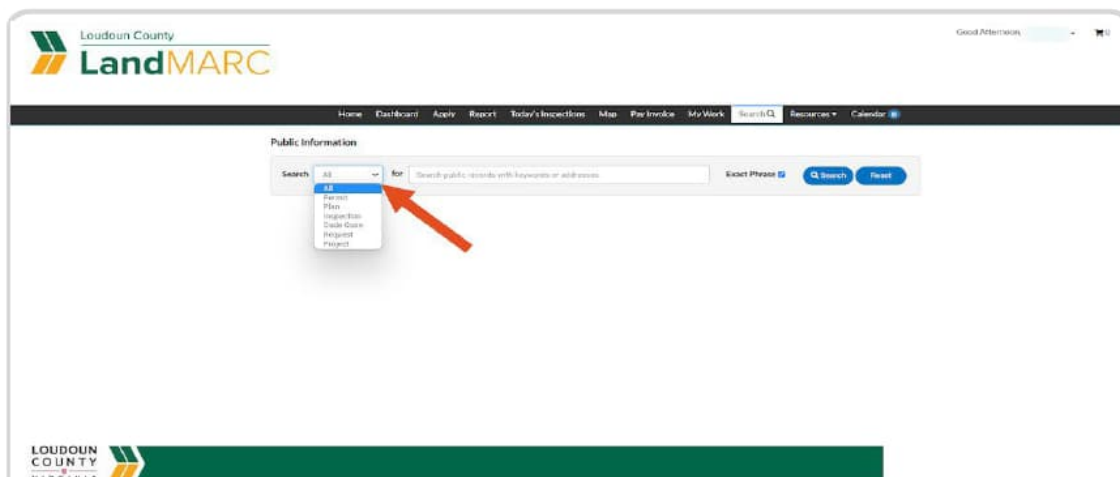 Loudoun County
LandMARC
Good Afternoon,
0
Home Dashboard Apply Report Today's Inspections Map Pay Invoice My Work Search Resources Calendar
Public Information
Search All for Search public records with keywords or addresses Exact Phrase Search Reset
All
Permit
Plan
Inspection
Code Case
Request
Project
LOUDOUN
COUNTY